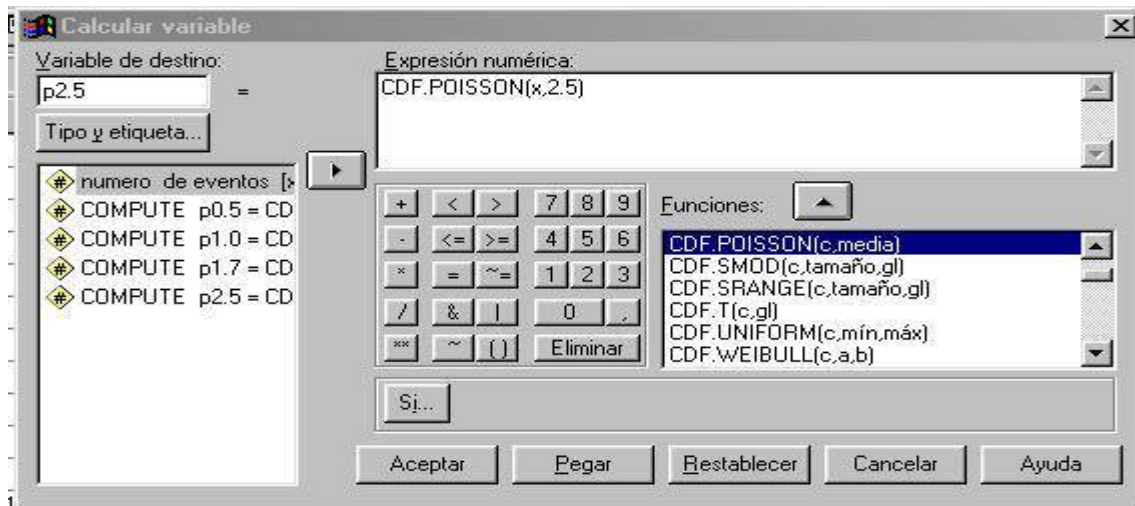 Calcular variable
Variable de destino:
p2.5
=
Tipo y etiqueta...
numero de eventos [x
COMPUTE p0.5 = CD
COMPUTE p1.0 = CD
COMPUTE p1.7 = CD
COMPUTE p2.5 = CD
Expresión numérica:
CDF.POISSON(x,2.5)
+ < > 7 8 9
- <= >= 4 5 6
* = ~= 1 2 3
/ & | 0 ,
** ~ () Eliminar
Funciones:
CDF.POISSON(c,media)
CDF.SMOD(c,tamaño,gl)
CDF.SRANGE(c,tamaño,gl)
CDF.T(c,gl)
CDF.UNIFORM(c,mín,máx)
CDF.WEIBULL(c,a,b)
Si...
Aceptar Pegar Restablecer Cancelar Ayuda